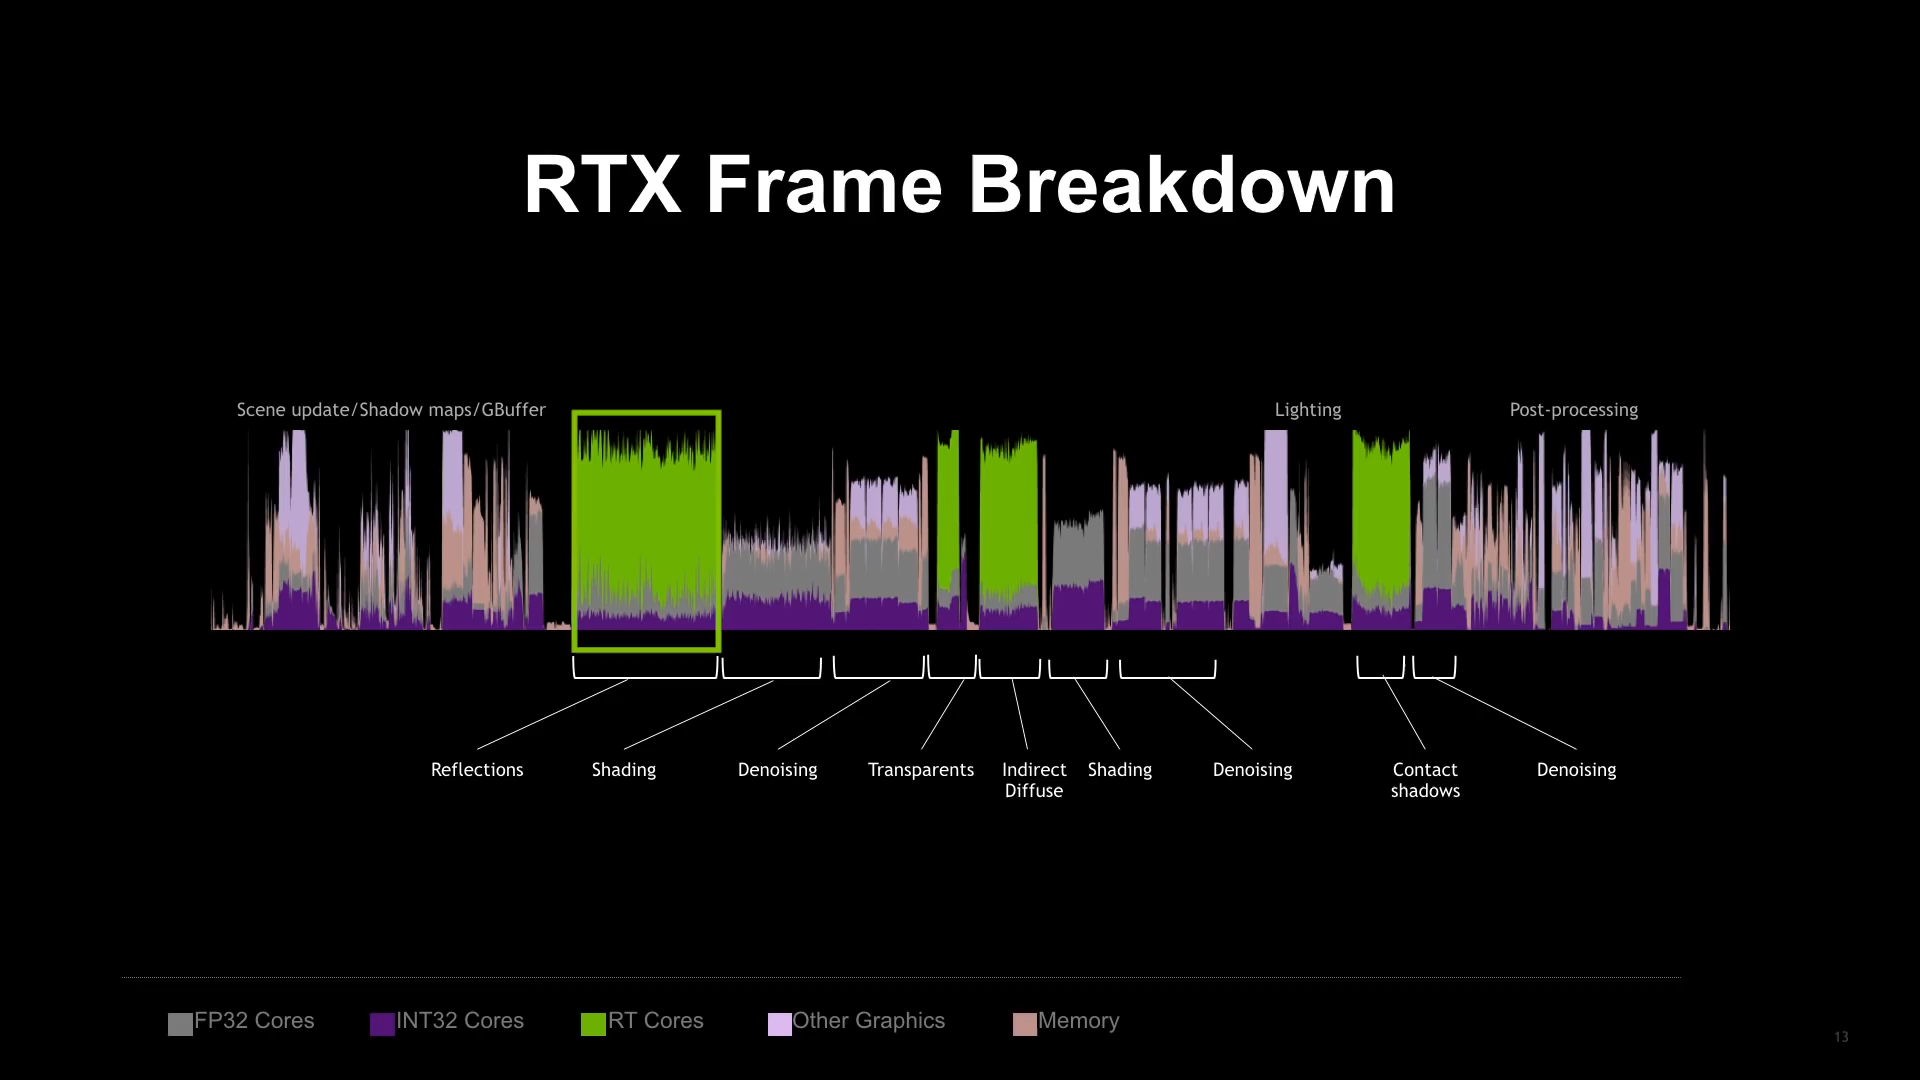 RTX Frame Breakdown
Scene update/Shadow maps/GBuffer
Lighting
Post-processing
Reflections
Shading
Denoising
Transparents
Indirect
Diffuse
Shading
Denoising
Contact
shadows
Denoising
FP32 Cores
INT32 Cores
RT Cores
Other Graphics
Memory
13